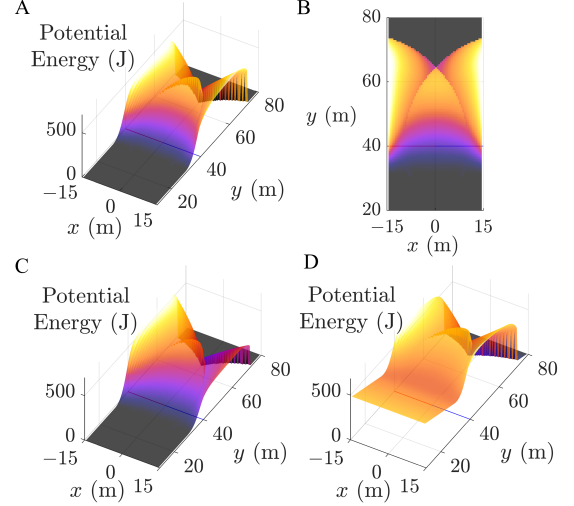 A
Potential
Energy (J)
500
0
−15
0
15
x (m)
20
40
60
80
y (m)
B
80
60
y (m)
40
20
−15
0
15
x (m)
C
Potential
Energy (J)
500
0
−15
0
15
x (m)
20
40
60
80
y (m)
D
Potential
Energy (J)
500
0
−15
0
15
x (m)
20
40
60
80
y (m)